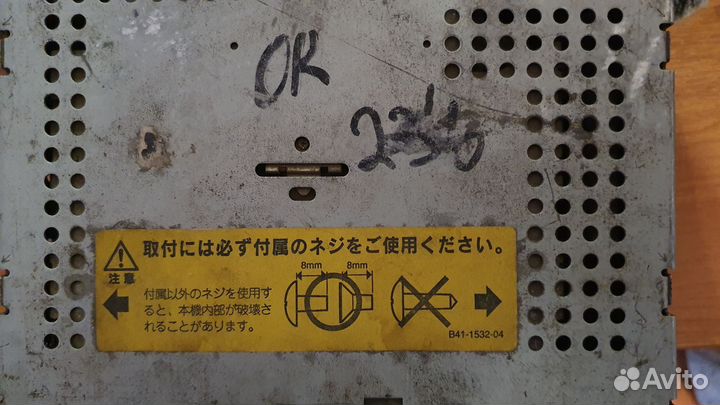 OK
取付には必ず付属のネジをご使用ください。
注意
8mm 8mm
付属以外のネジを使用す
ると、本機内部が破壊さ
れることがあります。
B41-1532-04
Avito